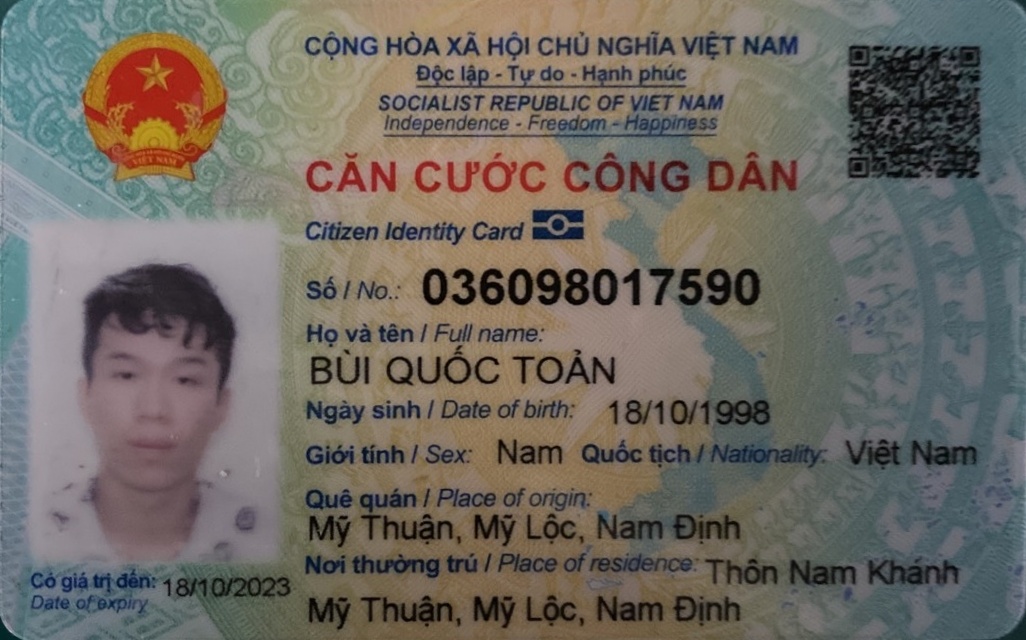 CỘNG HÒA XÃ HỘI CHỦ NGHĨA VIỆT NAM
Độc lập - Tự do - Hạnh phúc
SOCIALIST REPUBLIC OF VIET NAM
Independence - Freedom - Happiness
CĂN CƯỚC CÔNG DÂN
Citizen Identity Card
Số / No.: 036098017590
Họ và tên / Full name:
BÙI QUỐC TOẢN
Ngày sinh / Date of birth: 18/10/1998
Giới tính / Sex: Nam Quốc tịch / Nationality: Việt Nam
Quê quán / Place of origin:
Mỹ Thuận, Mỹ Lộc, Nam Định
Nơi thường trú / Place of residence: Thôn Nam Khánh
Mỹ Thuận, Mỹ Lộc, Nam Định
Có giá trị đến: 18/10/2023
Date of expiry
VIỆT NAM